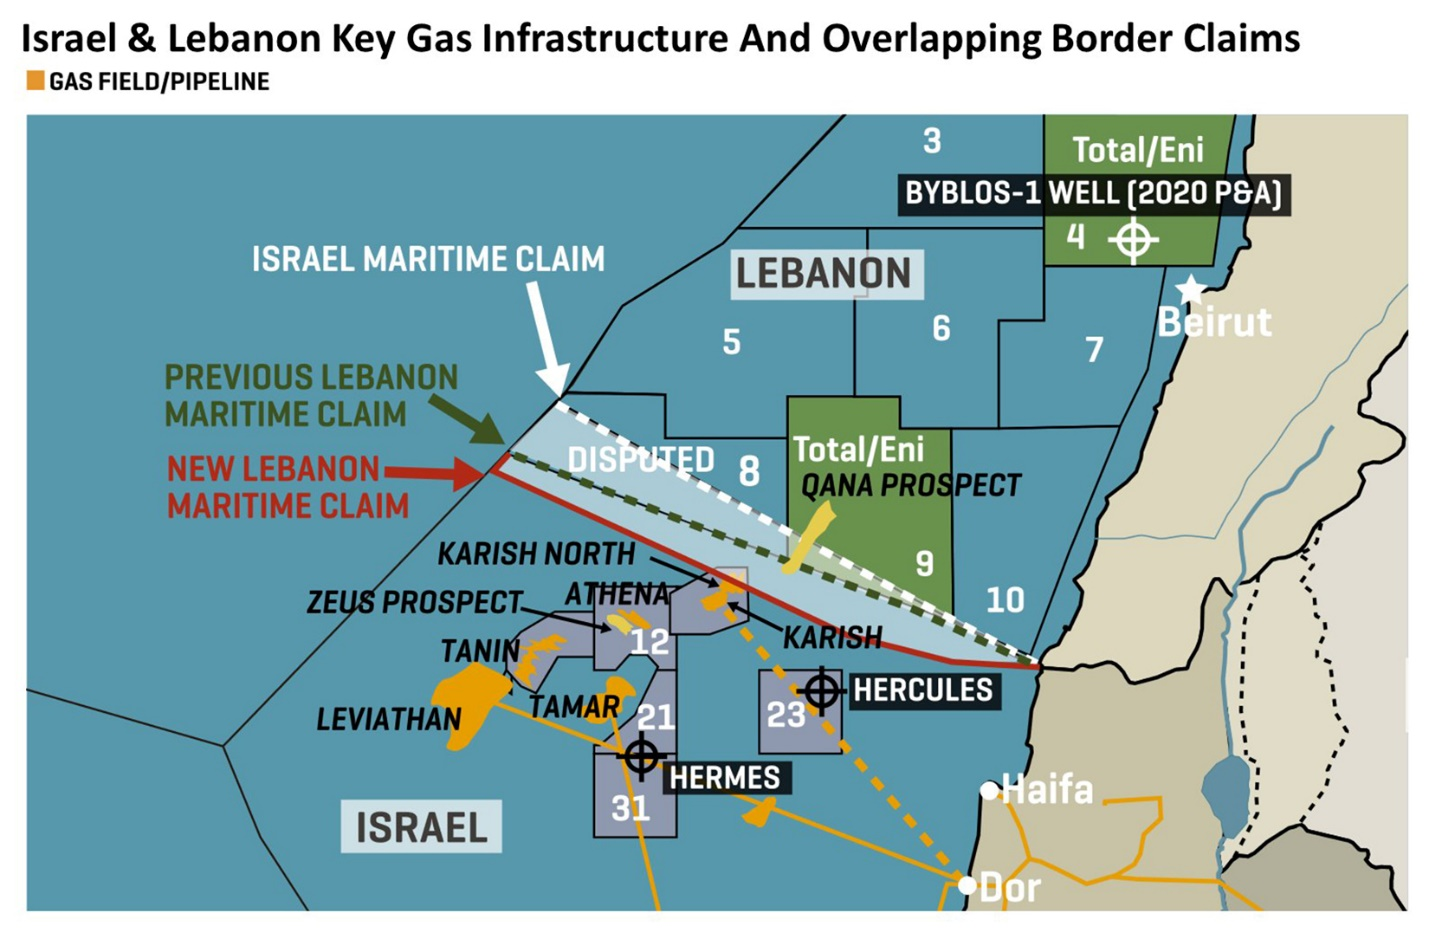 Israel & Lebanon Key Gas Infrastructure And Overlapping Border Claims
GAS FIELD/PIPELINE
3
Total/Eni
BYBLOS-1 WELL (2020 P&A)
4
ISRAEL MARITIME CLAIM
LEBANON
Beirut
5
6
7
PREVIOUS LEBANON
MARITIME CLAIM
NEW LEBANON
MARITIME CLAIM
DISPUTED
8
Total/Eni
QANA PROSPECT
KARISH NORTH
9
ZEUS PROSPECT
ATHENA
10
12
KARISH
TANIN
LEVIATHAN
TAMAR
21
23
HERCULES
HERMES
31
ISRAEL
Haifa
Dor